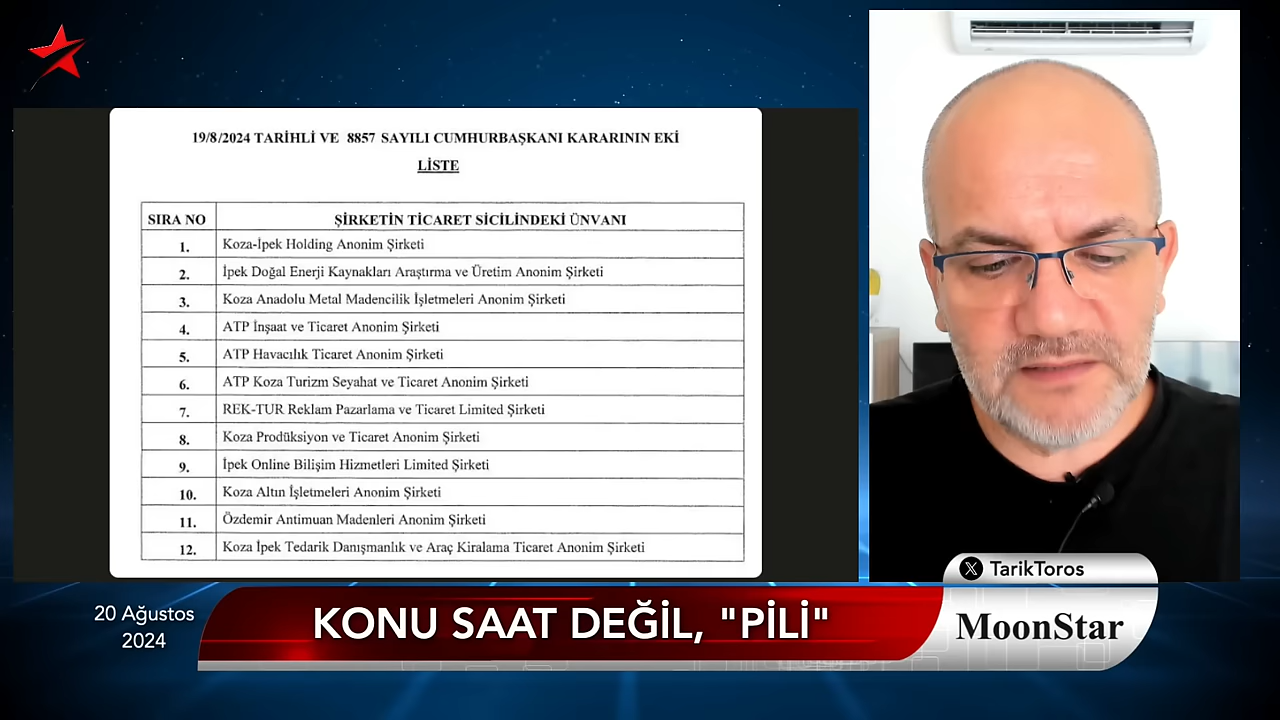 19/8/2024 TARİHLİ VE 8857 SAYILI CUMHURBAŞKANI KARARININ EKİ
LİSTE
SIRA NO ŞİRKETİN TİCARET SİCİLİNDEKİ ÜNVANI
1. Koza-İpek Holding Anonim Şirketi
2. İpek Doğal Enerji Kaynakları Araştırma ve Üretim Anonim Şirketi
3. Koza Anadolu Metal Madencilik İşletmeleri Anonim Şirketi
4. ATP İnşaat ve Ticaret Anonim Şirketi
5. ATP Havacılık Ticaret Anonim Şirketi
6. ATP Koza Turizm Seyahat ve Ticaret Anonim Şirketi
7. REK-TUR Reklam Pazarlama ve Ticaret Limited Şirketi
8. Koza Prodüksiyon ve Ticaret Anonim Şirketi
9. İpek Online Bilişim Hizmetleri Limited Şirketi
10. Koza Altın İşletmeleri Anonim Şirketi
11. Özdemir Antimuan Madenleri Anonim Şirketi
12. Koza İpek Tedarik Danışmanlık ve Araç Kiralama Ticaret Anonim Şirketi
X TarikToros
20 Ağustos
2024
KONU SAAT DEĞİL, "PİLİ"
MoonStar